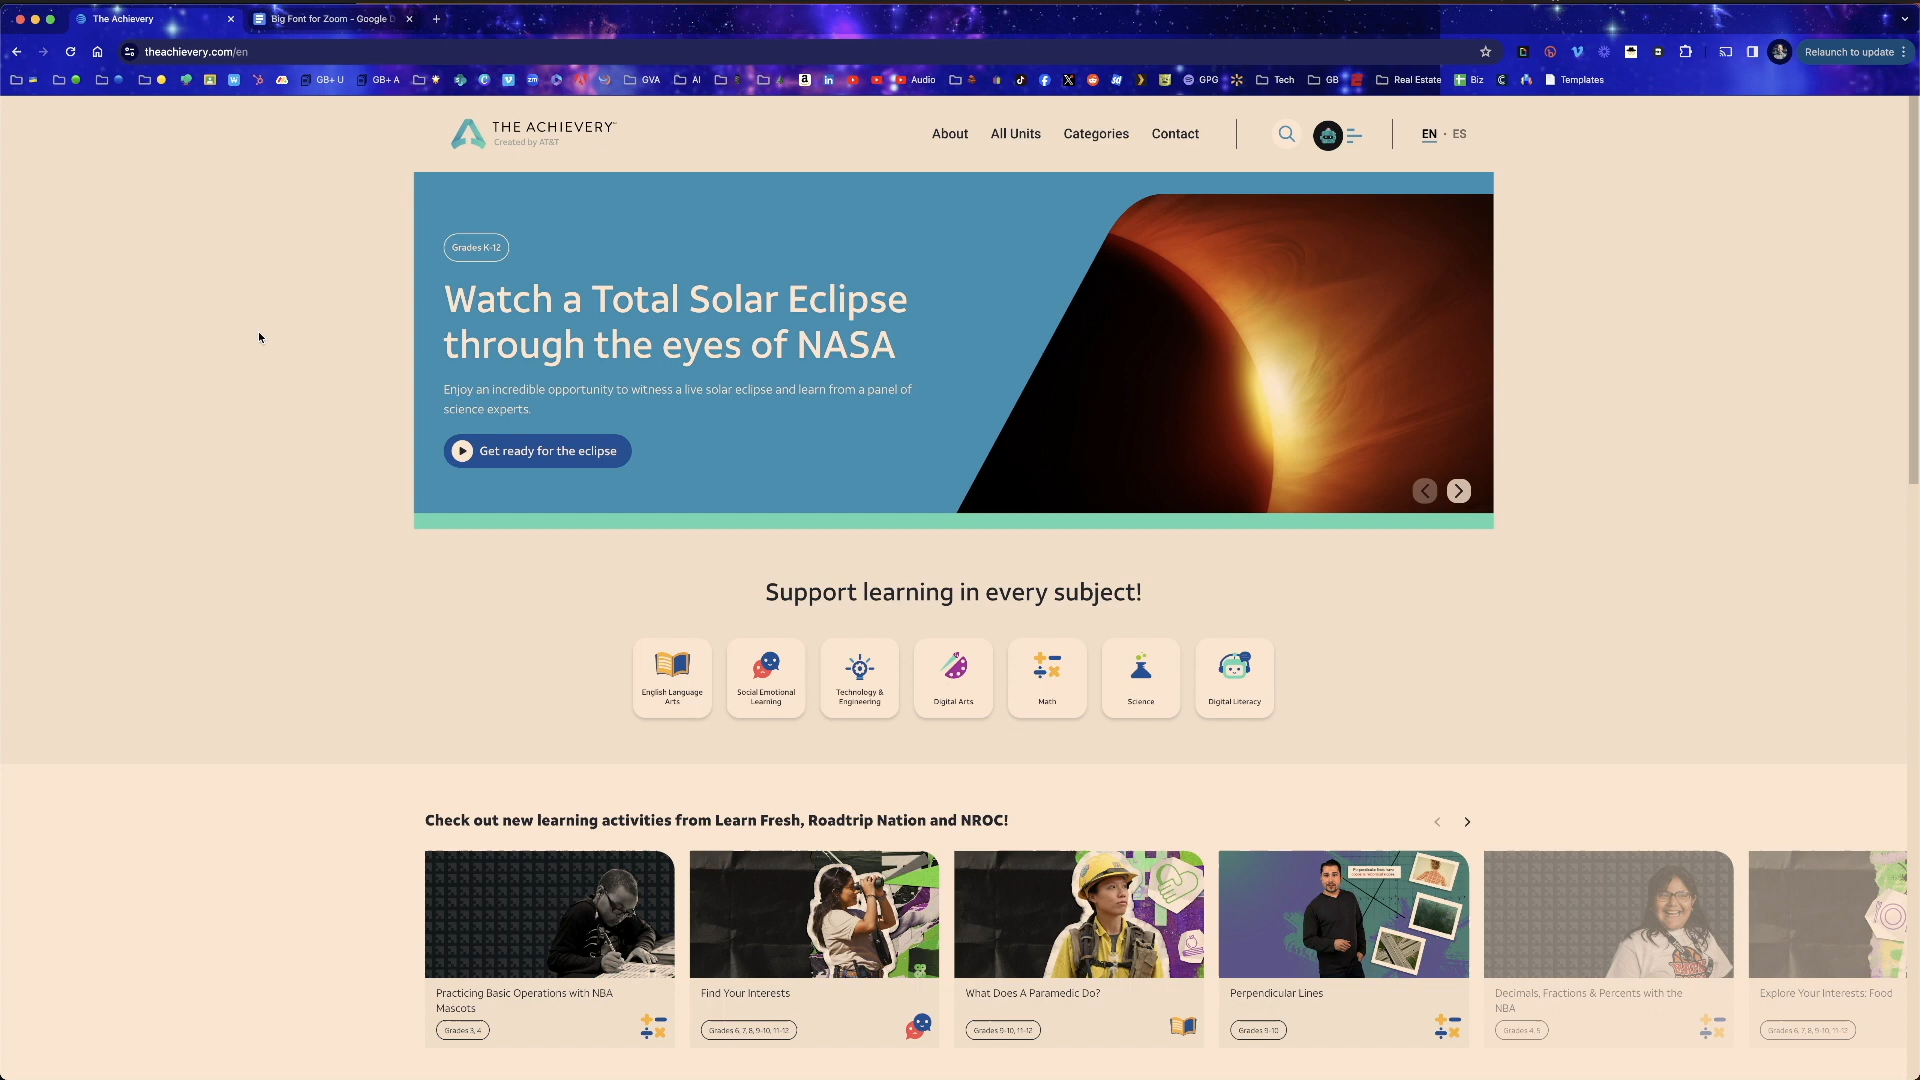 The Achievery
Big Font for Zoom - Google D
theachievery.com/en
Relaunch to update
GB+ U
GB+ A
GVA
AI
Audio
GPG
Tech
GB
Real Estate
Biz
Templates
THE ACHIEVERY
Created by AT&T
About
All Units
Categories
Contact
EN · ES
Grades K-12
Watch a Total Solar Eclipse
through the eyes of NASA
Enjoy an incredible opportunity to witness a live solar eclipse and learn from a panel of
science experts.
Get ready for the eclipse
Support learning in every subject!
English Language
Arts
Social Emotional
Learning
Technology &
Engineering
Digital Arts
Math
Science
Digital Literacy
Check out new learning activities from Learn Fresh, Roadtrip Nation and NROC!
Practicing Basic Operations with NBA
Mascots
Grades 3, 4
Find Your Interests
Grades 6, 7, 8, 9-10, 11-12
What Does A Paramedic Do?
Grades 9-10, 11-12
Perpendicular Lines
Grades 9-10
Decimals, Fractions & Percents with the
NBA
Grades 4, 5
Explore Your Interests: Food
Grades 6, 7, 8, 9-10, 11-12